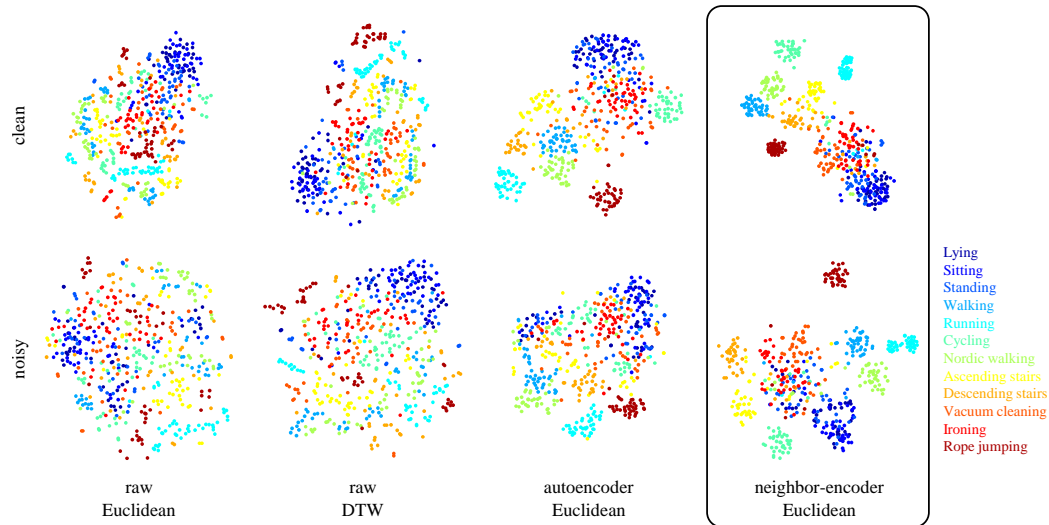 clean
noisy
Lying
Sitting
Standing
Walking
Running
Cycling
Nordic walking
Ascending stairs
Descending stairs
Vacuum cleaning
Ironing
Rope jumping
raw
Euclidean
raw
DTW
autoencoder
Euclidean
neighbor-encoder
Euclidean